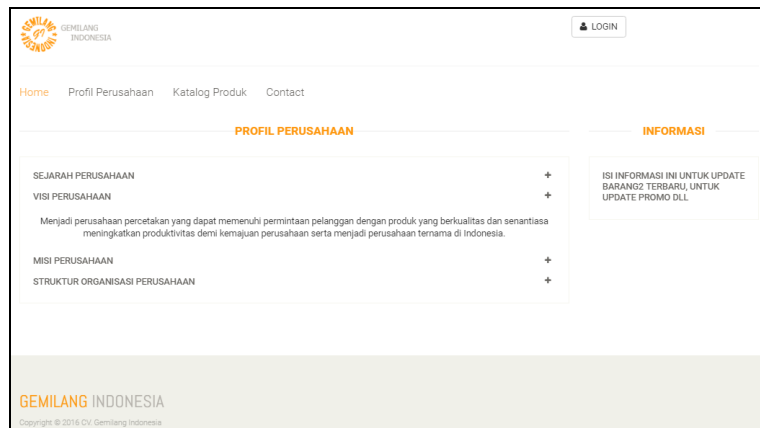 GEMILANG
INDONESIA
GEMILANG
INDONESIA
LOGIN
Home Profil Perusahaan Katalog Produk Contact
PROFIL PERUSAHAAN
SEJARAH PERUSAHAAN +
VISI PERUSAHAAN +
Menjadi perusahaan percetakan yang dapat memenuhi permintaan pelanggan dengan produk yang berkualitas dan senantiasa
meningkatkan produktivitas demi kemajuan perusahaan serta menjadi perusahaan ternama di Indonesia.
MISI PERUSAHAAN +
STRUKTUR ORGANISASI PERUSAHAAN +
INFORMASI
ISI INFORMASI INI UNTUK UPDATE
BARANG2 TERBARU, UNTUK
UPDATE PROMO DLL
GEMILANG INDONESIA
Copyright © 2016 CV. Gemilang Indonesia